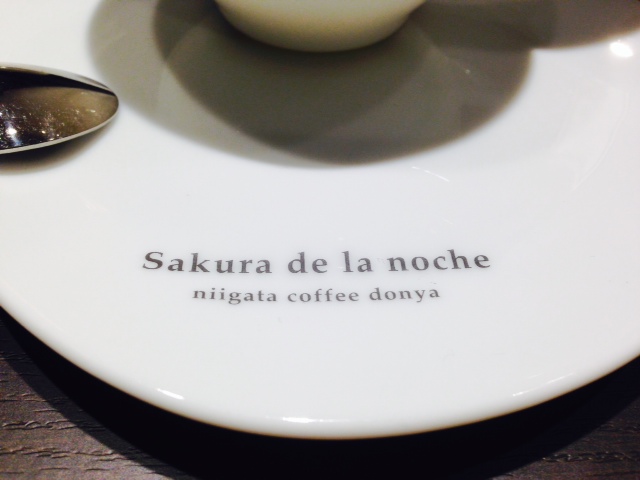 Sakura de la noche
niigata coffee donya